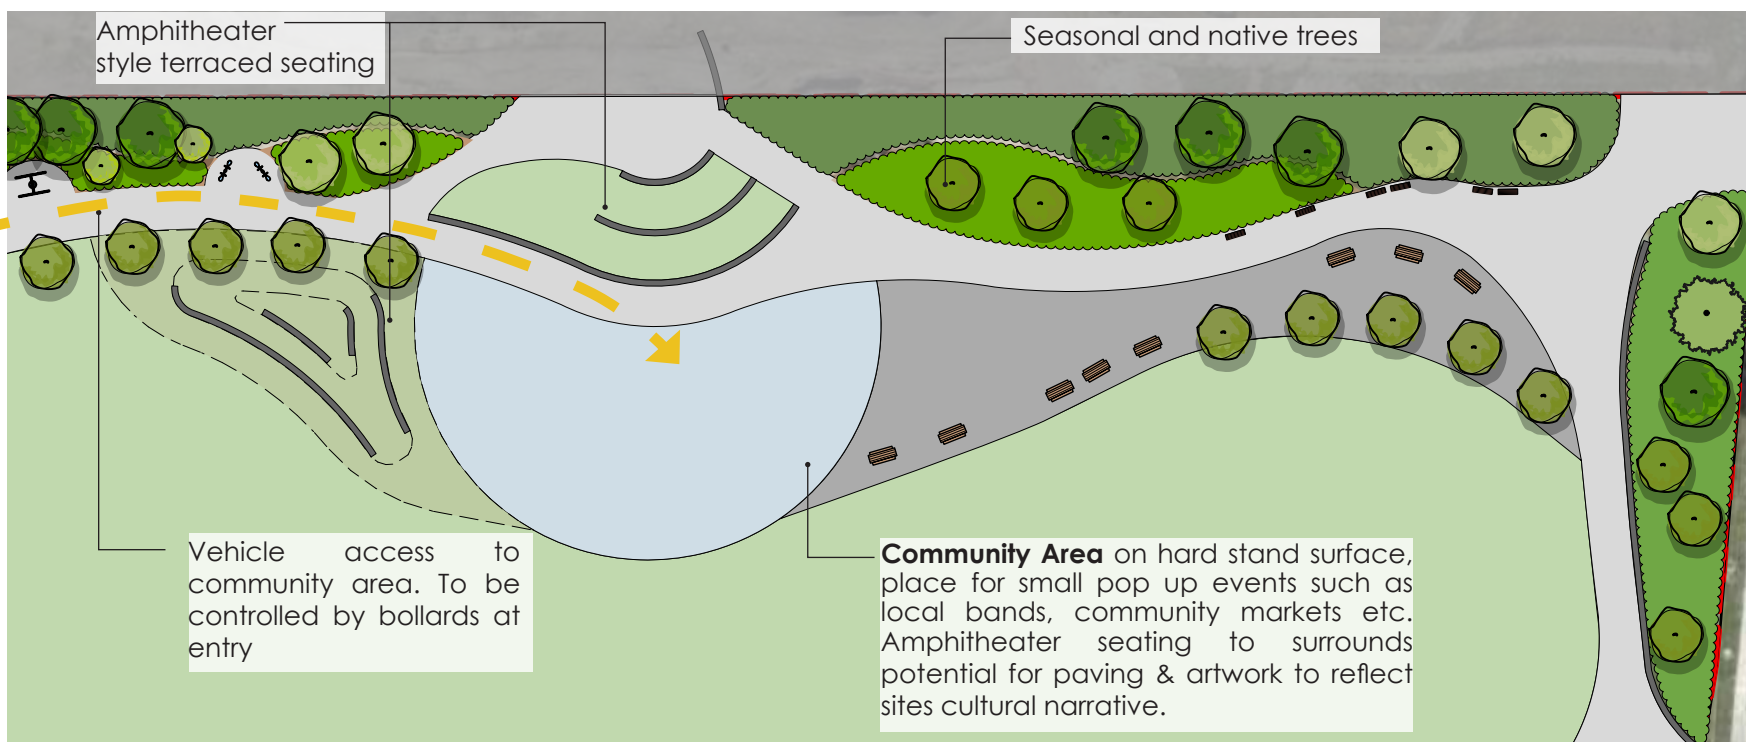 Amphitheater
style terraced seating
Seasonal and native trees
Vehicle access to
community area. To be
controlled by bollards at
entry
Community Area on hard stand surface,
place for small pop up events such as
local bands, community markets etc.
Amphitheater seating to surrounds
potential for paving & artwork to reflect
sites cultural narrative.